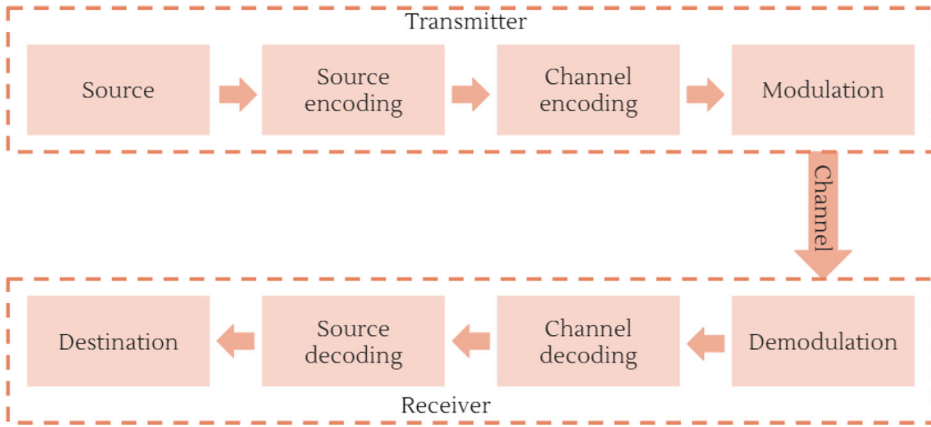 Transmitter
Source
Source
encoding
Channel
encoding
Modulation
Channel
Destination
Source
decoding
Channel
decoding
Demodulation
Receiver